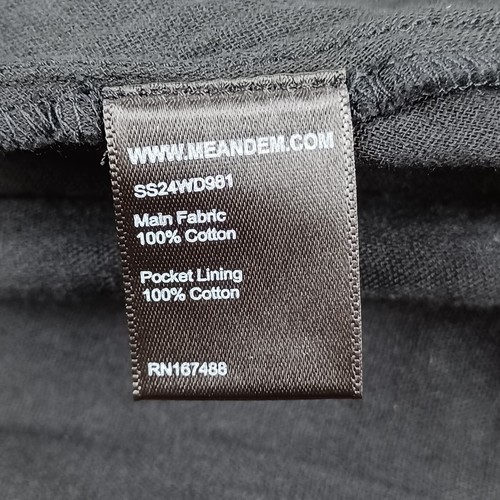 WWW.MEANDEM.COM
SS24WD981
Main Fabric
100% Cotton
Pocket Lining
100% Cotton
RN167488